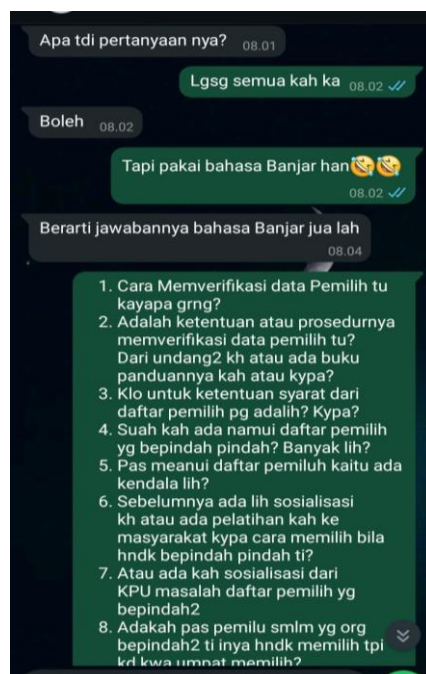 Apa tdi pertanyaan nya? 08.01
Lgsg semua kah ka 08.02
Boleh 08.02
Tapi pakai bahasa Banjar han🤣🤣
08.02
Berarti jawabannya bahasa Banjar jua lah
08.04
1. Cara Memverifikasi data Pemilih tu
kayapa grng?
2. Adalah ketentuan atau prosedurnya
memverifikasi data pemilih tu?
Dari undang2 kh atau ada buku
panduannya kah atau kypa?
3. Klo untuk ketentuan syarat dari
daftar pemilih pg adalih? Kypa?
4. Suah kah ada namui daftar pemilih
yg bepindah pindah? Banyak lih?
5. Pas meanui daftar pemiluh kaitu ada
kendala lih?
6. Sebelumnya ada lih sosialisasi
kh atau ada pelatihan kah ke
masyarakat kypa cara memilih bila
hndk bepindah pindah ti?
7. Atau ada kah sosialisasi dari
KPU masalah daftar pemilih yg
bepindah2
8. Adakah pas pemilu smlm yg org
bepindah2 ti inya hndk memilih tpi
kd kwa umpat memilih?